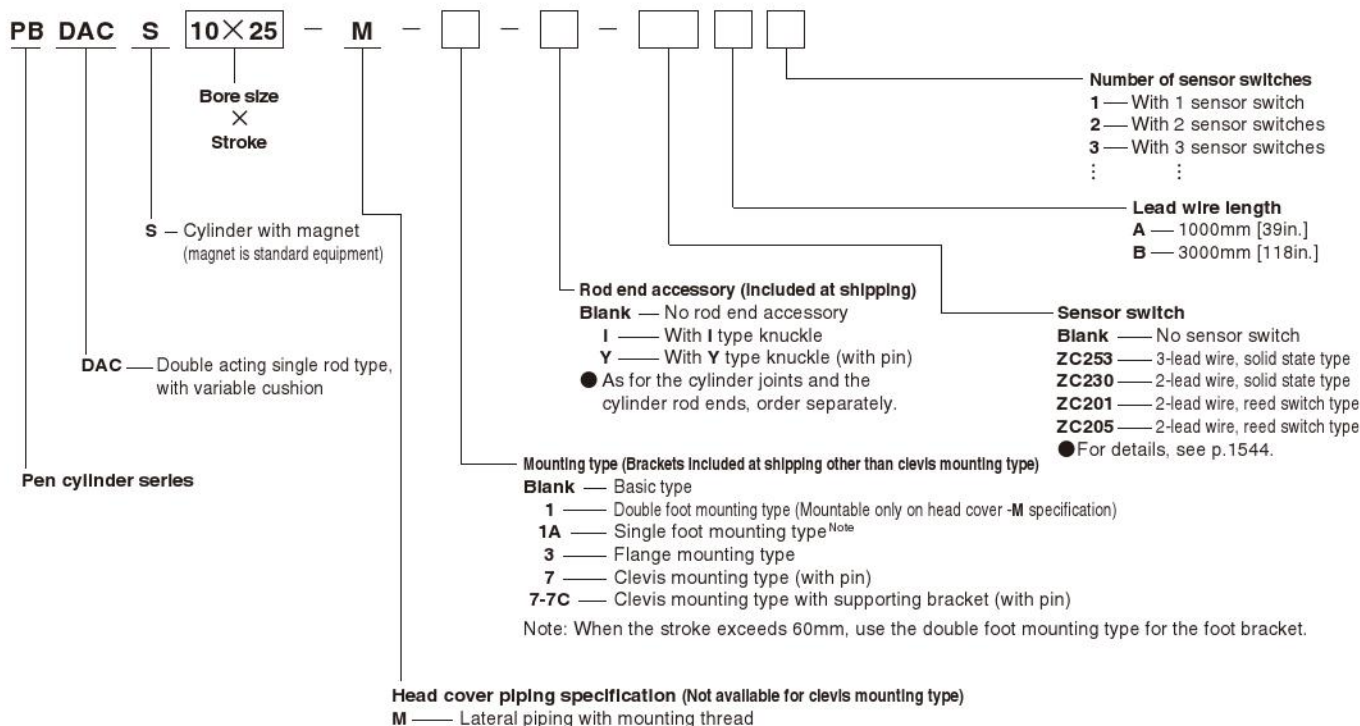 PB DAC S 10×25 − M − □ − □ − □ □ □
Bore size
×
Stroke
Number of sensor switches
1 — With 1 sensor switch
2 — With 2 sensor switches
3 — With 3 sensor switches
⋮ ⋮
Lead wire length
A — 1000mm [39in.]
B — 3000mm [118in.]
S — Cylinder with magnet
(magnet is standard equipment)
Rod end accessory (included at shipping)
Blank — No rod end accessory
I — With I type knuckle
Y — With Y type knuckle (with pin)
● As for the cylinder joints and the
cylinder rod ends, order separately.
Sensor switch
Blank — No sensor switch
ZC253 — 3-lead wire, solid state type
ZC230 — 2-lead wire, solid state type
ZC201 — 2-lead wire, reed switch type
ZC205 — 2-lead wire, reed switch type
●For details, see p.1544.
DAC — Double acting single rod type,
with variable cushion
Pen cylinder series
Mounting type (Brackets included at shipping other than clevis mounting type)
Blank — Basic type
1 — Double foot mounting type (Mountable only on head cover -M specification)
1A — Single foot mounting type Note
3 — Flange mounting type
7 — Clevis mounting type (with pin)
7-7C — Clevis mounting type with supporting bracket (with pin)
Note: When the stroke exceeds 60mm, use the double foot mounting type for the foot bracket.
Head cover piping specification (Not available for clevis mounting type)
M — Lateral piping with mounting thread